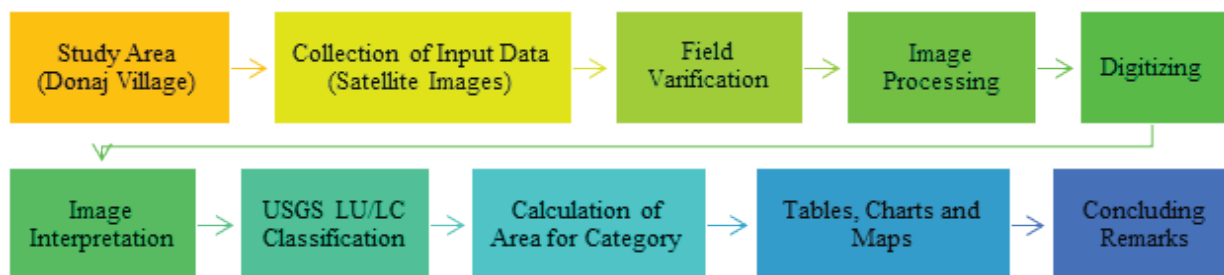 Study Area
(Donaj Village)
Collection of Input Data
(Satellite Images)
Field
Varification
Image
Processing
Digitizing
Image
Interpretation
USGS LU/LC
Classification
Calculation of
Area for Category
Tables, Charts and
Maps
Concluding
Remarks